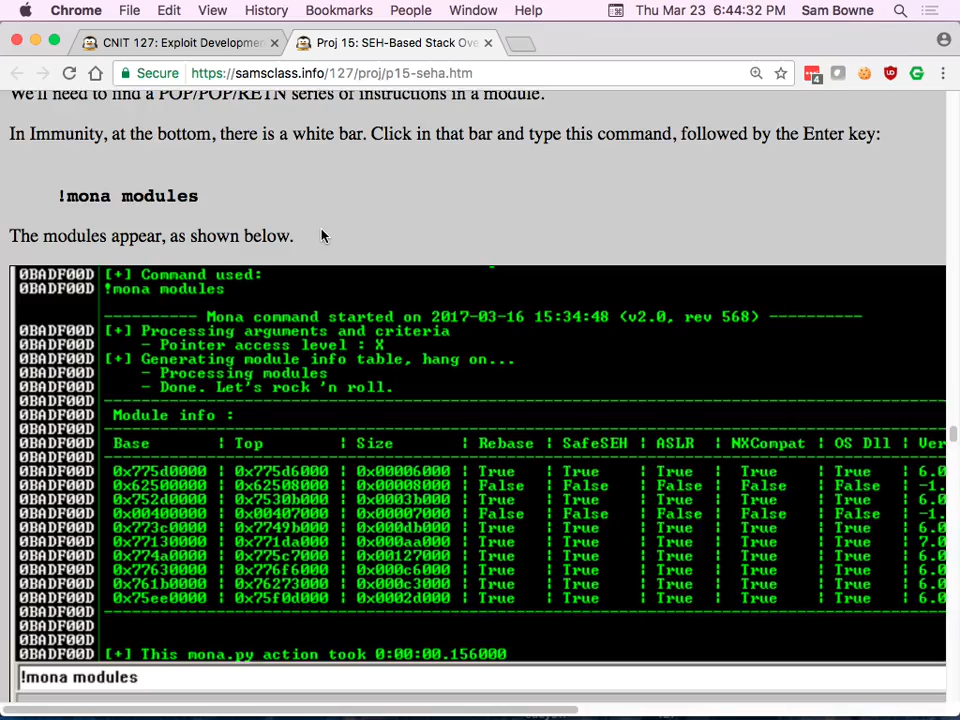 Chrome File Edit View History Bookmarks People Window Help Thu Mar 23 6:44:32 PM Sam Bowne
CNIT 127: Exploit Developmen × Proj 15: SEH-Based Stack Ove ×
Secure https://samsclass.info/127/proj/p15-seha.htm 4
We'll need to find a POP/POP/RETN series of instructions in a module.
In Immunity, at the bottom, there is a white bar. Click in that bar and type this command, followed by the Enter key:
!mona modules
The modules appear, as shown below.
0BADF00D [+] Command used:
0BADF00D !mona modules
---------- Mona command started on 2017-03-16 15:34:48 (v2.0, rev 568) ----------
0BADF00D [+] Processing arguments and criteria
0BADF00D - Pointer access level : X
0BADF00D [+] Generating module info table, hang on...
0BADF00D - Processing modules
0BADF00D - Done. Let's rock 'n roll.
0BADF00D
0BADF00D Module info :
0BADF00D
0BADF00D Base | Top | Size | Rebase | SafeSEH | ASLR | NXCompat | OS Dll | Ver
0BADF00D
0BADF00D 0x775d0000 | 0x775d6000 | 0x00006000 | True | True | True | True | True | 6.0
0BADF00D 0x62500000 | 0x62508000 | 0x00008000 | False | False | False | False | False | -1.
0BADF00D 0x752d0000 | 0x7530b000 | 0x0003b000 | True | True | True | True | True | 6.0
0BADF00D 0x00400000 | 0x00407000 | 0x00007000 | False | False | False | False | False | -1.
0BADF00D 0x773c0000 | 0x7749b000 | 0x000db000 | True | True | True | True | True | 6.0
0BADF00D 0x77130000 | 0x771da000 | 0x000aa000 | True | True | True | True | True | 7.0
0BADF00D 0x774a0000 | 0x775c7000 | 0x00127000 | True | True | True | True | True | 6.0
0BADF00D 0x77630000 | 0x776f6000 | 0x000c6000 | True | True | True | True | True | 6.0
0BADF00D 0x761b0000 | 0x76273000 | 0x000c3000 | True | True | True | True | True | 6.0
0BADF00D 0x75ee0000 | 0x75f0d000 | 0x0002d000 | True | True | True | True | True | 6.0
0BADF00D
0BADF00D
0BADF00D
0BADF00D [+] This mona.py action took 0:00:00.156000
!mona modules